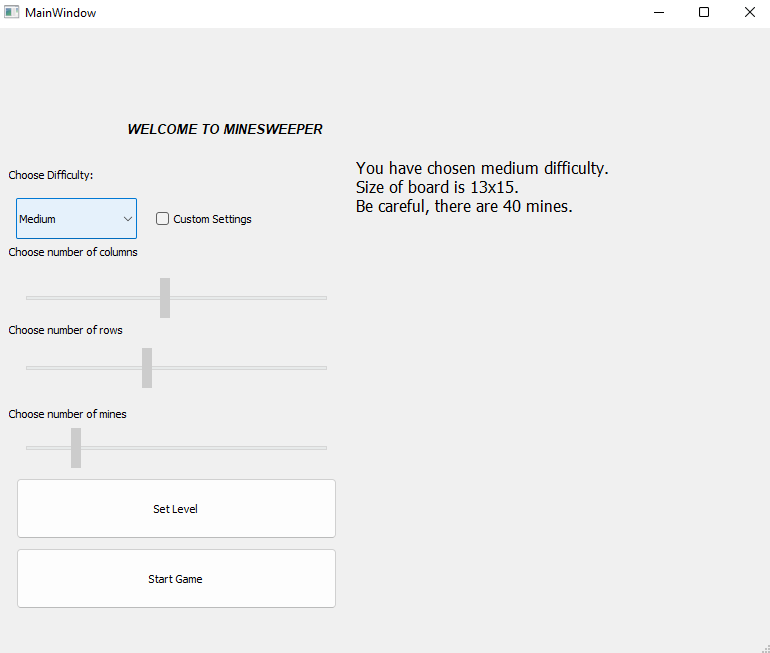 MainWindow
WELCOME TO MINESWEEPER
Choose Difficulty:
You have chosen medium difficulty.
Size of board is 13x15.
Be careful, there are 40 mines.
Medium
Custom Settings
Choose number of columns
Choose number of rows
Choose number of mines
Set Level
Start Game